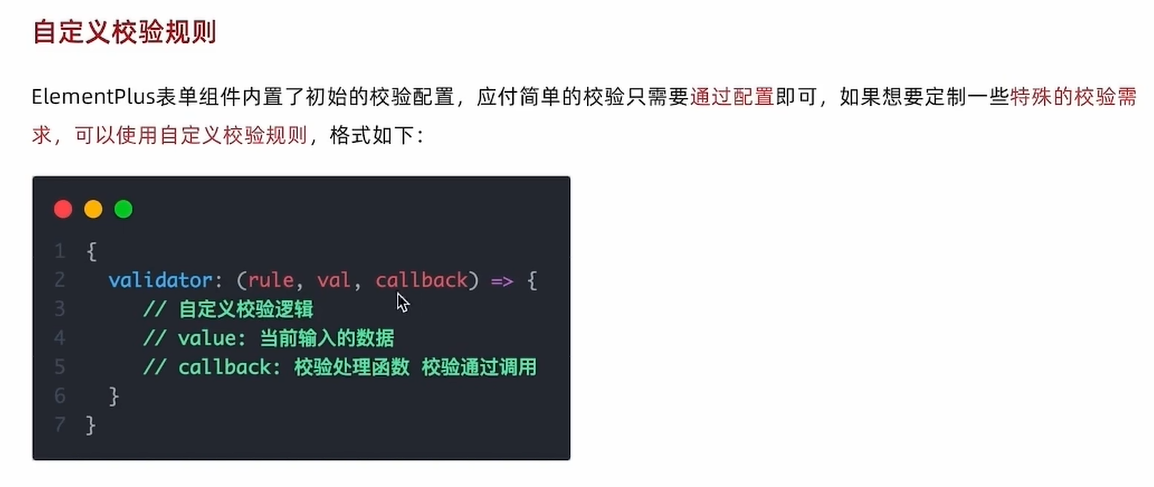 自定义校验规则
ElementPlus表单组件内置了初始的校验配置，应付简单的校验只需要通过配置即可，如果想要定制一些特殊的校验需
求，可以使用自定义校验规则，格式如下：
1 {
2 validator: (rule, val, callback) => {
3 // 自定义校验逻辑
4 // value: 当前输入的数据
5 // callback: 校验处理函数 校验通过调用
6 }
7 }